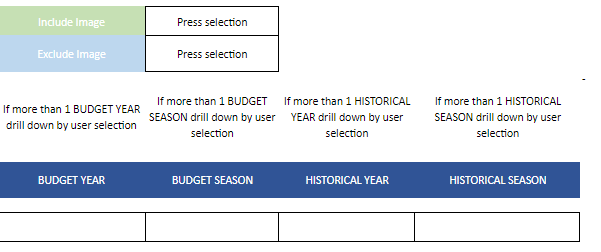 Include Image Press selection
Exclude Image Press selection
-
If more than 1 BUDGET YEAR
drill down by user selection
If more than 1 BUDGET
SEASON drill down by user
selection
If more than 1 HISTORICAL
YEAR drill down by user
selection
If more than 1 HISTORICAL
SEASON drill down by user
selection
BUDGET YEAR BUDGET SEASON HISTORICAL YEAR HISTORICAL SEASON